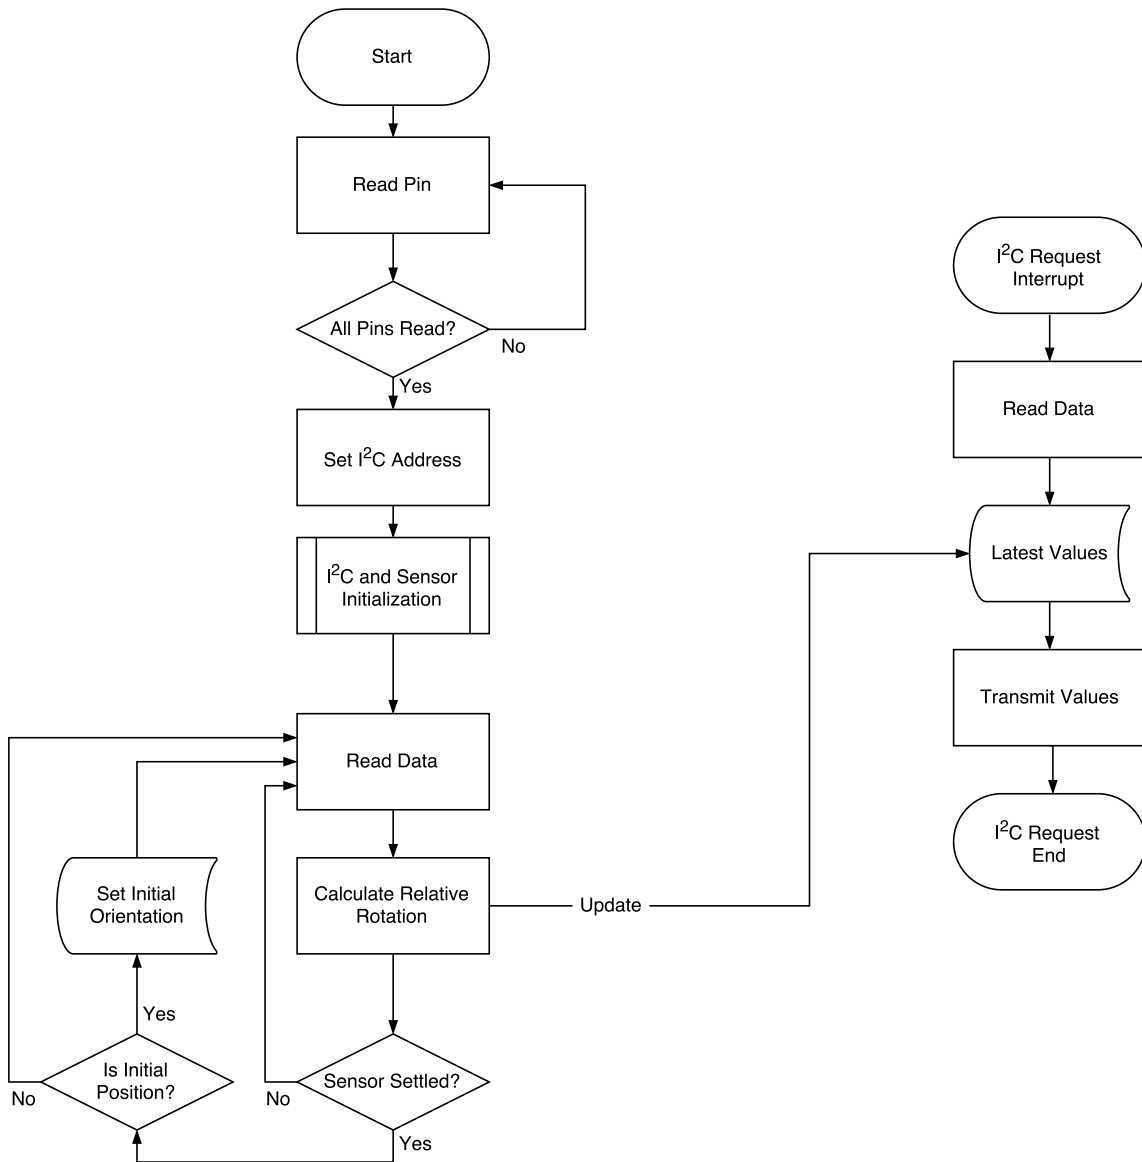 Start
Read Pin
All Pins Read?
No
Yes
Set I²C Address
I²C and Sensor
Initialization
Read Data
Calculate Relative
Rotation
Update
Set Initial
Orientation
Yes
Is Initial
Position?
No
Sensor Settled?
No
Yes
I²C Request
Interrupt
Read Data
Latest Values
Transmit Values
I²C Request
End